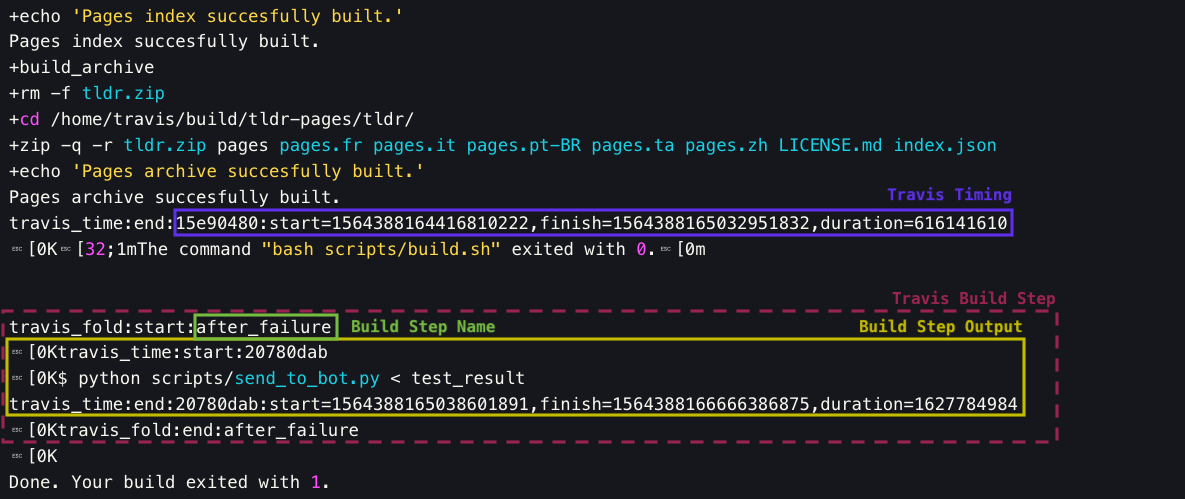 +echo 'Pages index succesfully built.'
Pages index succesfully built.
+build_archive
+rm -f tldr.zip
+cd /home/travis/build/tldr-pages/tldr/
+zip -q -r tldr.zip pages pages.fr pages.it pages.pt-BR pages.ta pages.zh LICENSE.md index.json
+echo 'Pages archive succesfully built.'
Pages archive succesfully built.
Travis Timing
travis_time:end:15e90480:start=1564388164416810222,finish=1564388165032951832,duration=616141610
ESC[0KESC[32;1mThe command "bash scripts/build.sh" exited with 0.ESC[0m
Travis Build Step
travis_fold:start:after_failure Build Step Name Build Step Output
ESC[0Ktravis_time:start:20780dab
ESC[0K$ python scripts/send_to_bot.py < test_result
travis_time:end:20780dab:start=1564388165038601891,finish=1564388166666386875,duration=1627784984
ESC[0Ktravis_fold:end:after_failure
ESC[0K
Done. Your build exited with 1.